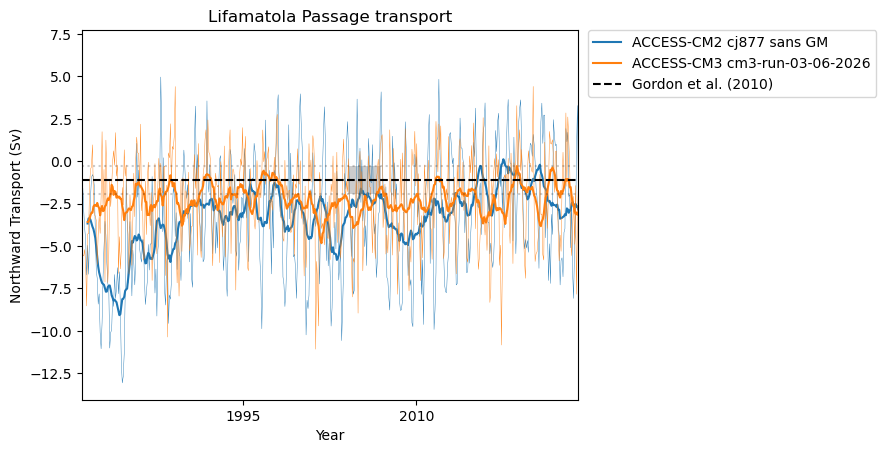 Lifamatola Passage transport
7.5
5.0
2.5
0.0
−2.5
−5.0
−7.5
−10.0
−12.5
Northward Transport (Sv)
1995
2010
Year
ACCESS-CM2 cj877 sans GM
ACCESS-CM3 cm3-run-03-06-2026
Gordon et al. (2010)